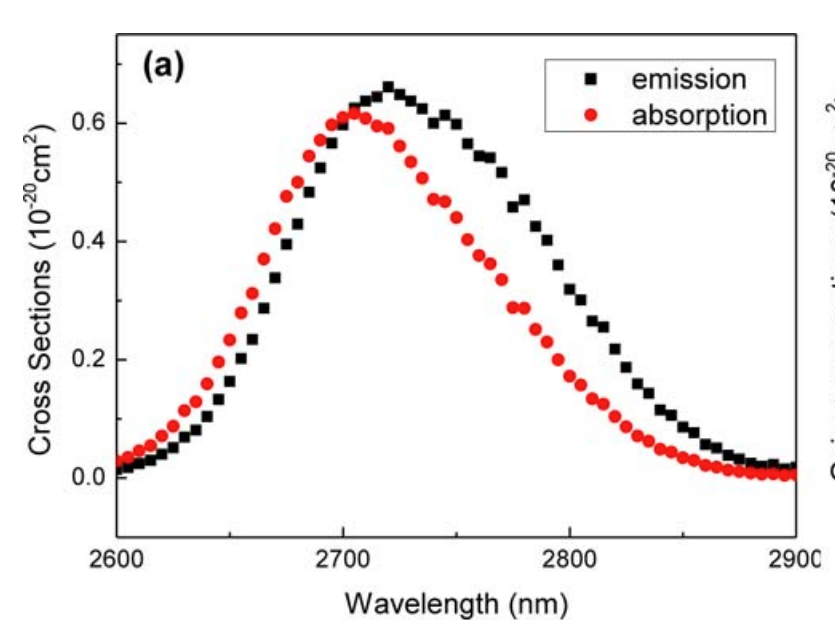 (a)
emission
absorption
Cross Sections (10⁻²⁰cm²)
0.6
0.4
0.2
0.0
2600 2700 2800 2900
Wavelength (nm)